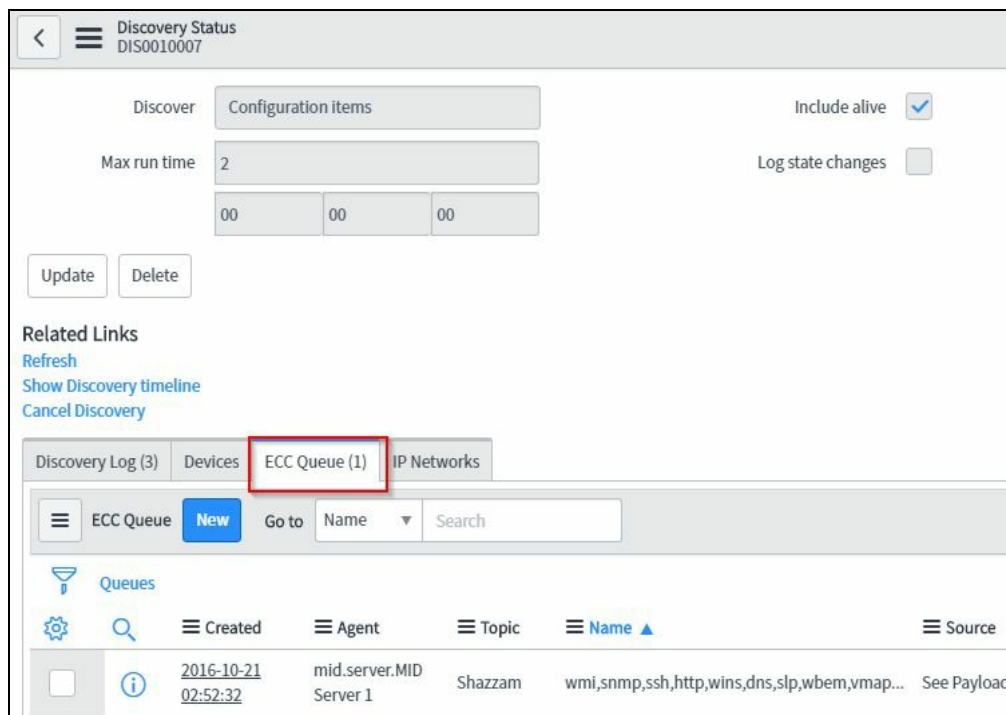 Discovery Status
DIS0010007
Discover Configuration items
Include alive
Max run time 2
Log state changes
00 00 00
Update Delete
Related Links
Refresh
Show Discovery timeline
Cancel Discovery
Discovery Log (3) Devices ECC Queue (1) IP Networks
ECC Queue New Go to Name Search
Queues
Created Agent Topic Name Source
2016-10-21 02:52:32 mid.server.MID Server 1 Shazzam wmi,snmp,ssh,http,wins,dns,slp,wbem,vmap... See Payload